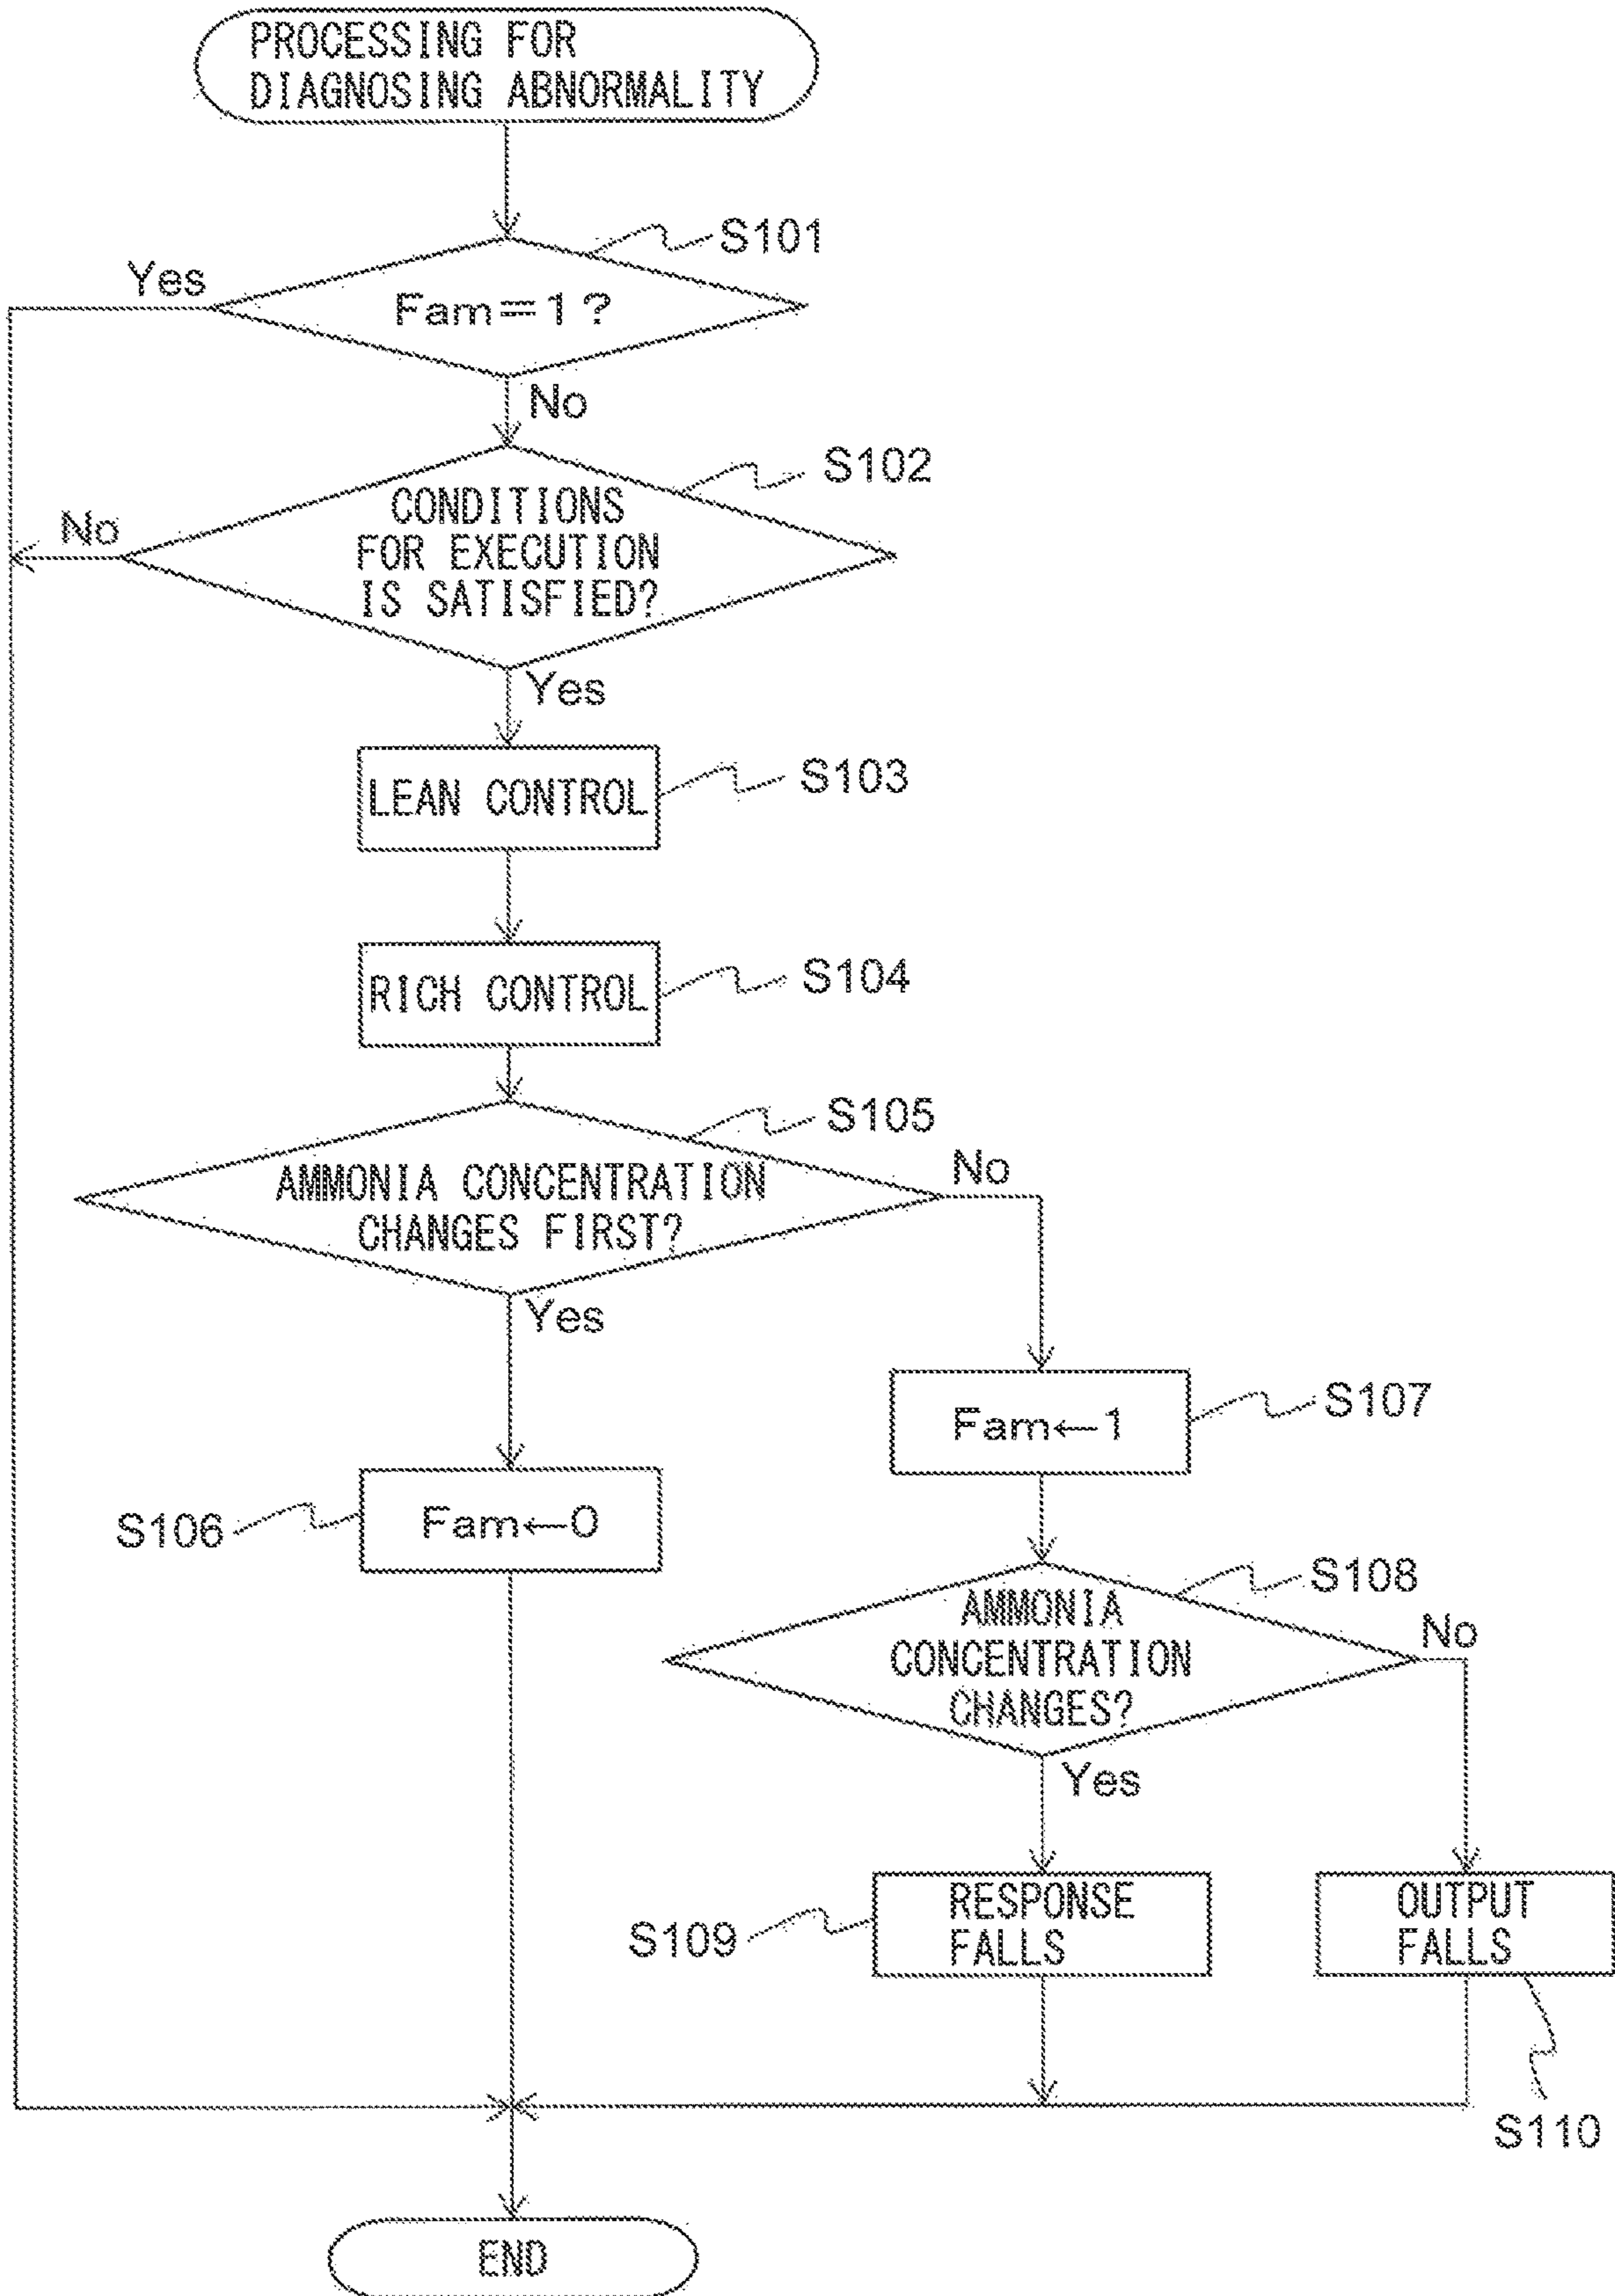 PROCESSING FOR
DIAGNOSING ABNORMALITY
S101
Yes
Fam=1?
No
S102
CONDITIONS
FOR EXECUTION
IS SATISFIED?
No
Yes
S103
LEAN CONTROL
S104
RICH CONTROL
S105
AMMONIA CONCENTRATION
CHANGES FIRST?
No
Yes
S107
Fam←1
S106
Fam←0
S108
AMMONIA
CONCENTRATION
CHANGES?
No
Yes
S109
RESPONSE
FALLS
OUTPUT
FALLS
S110
END